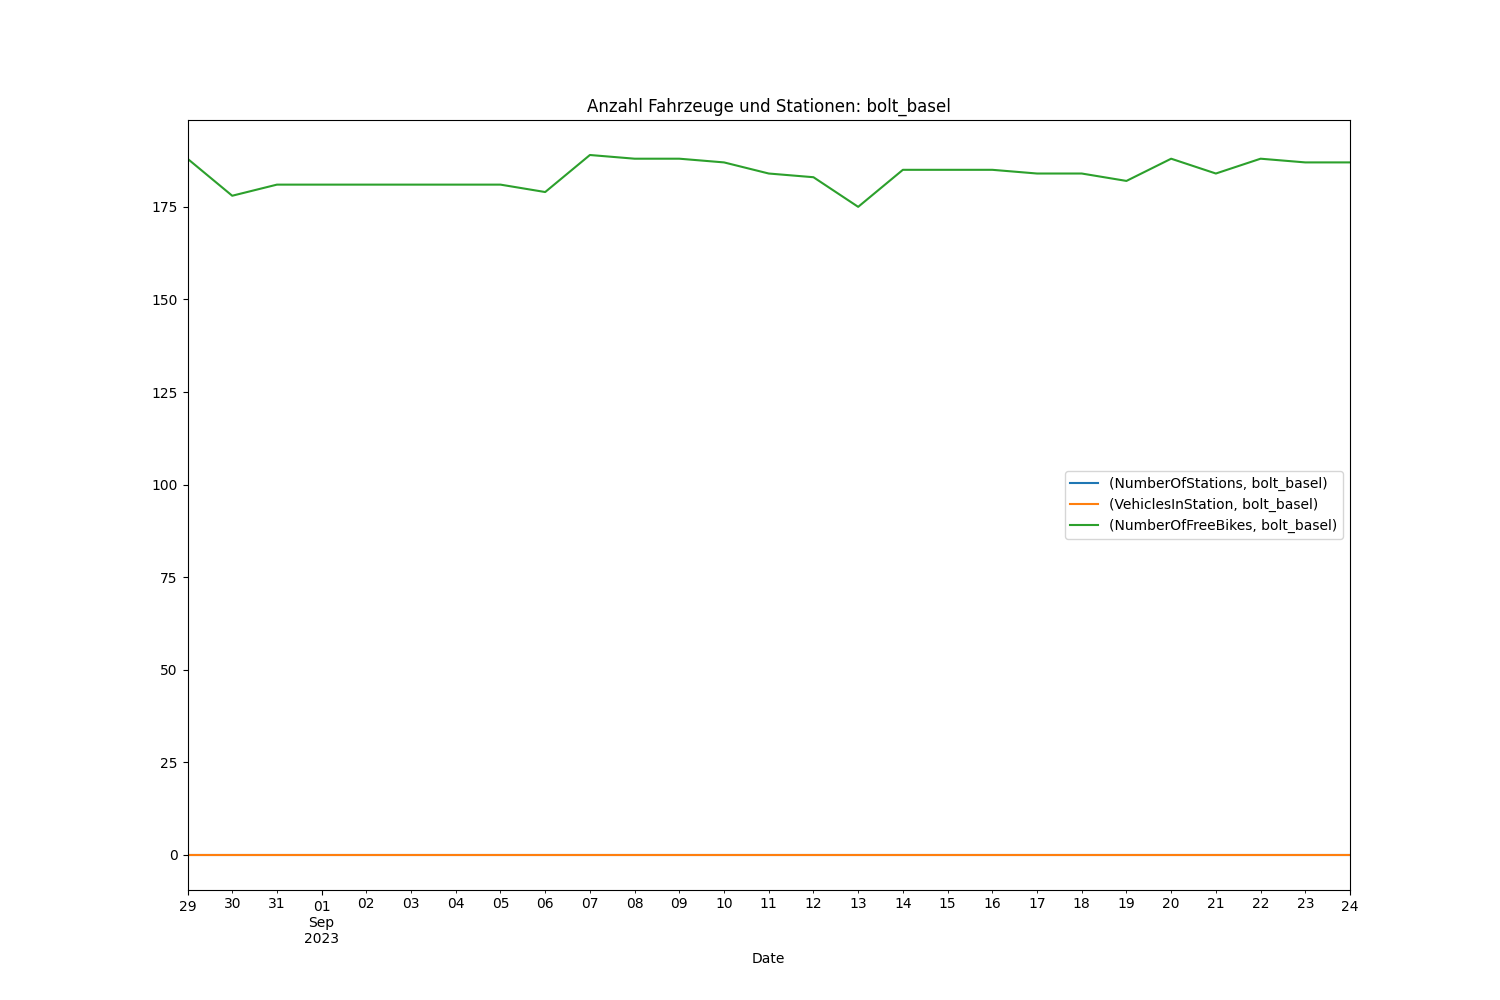 Anzahl Fahrzeuge und Stationen: bolt_basel
175
150
125
100
75
50
25
0
(NumberOfStations, bolt_basel)
(VehiclesInStation, bolt_basel)
(NumberOfFreeBikes, bolt_basel)
29 30 31 01 02 03 04 05 06 07 08 09 10 11 12 13 14 15 16 17 18 19 20 21 22 23 24
Sep
2023
Date